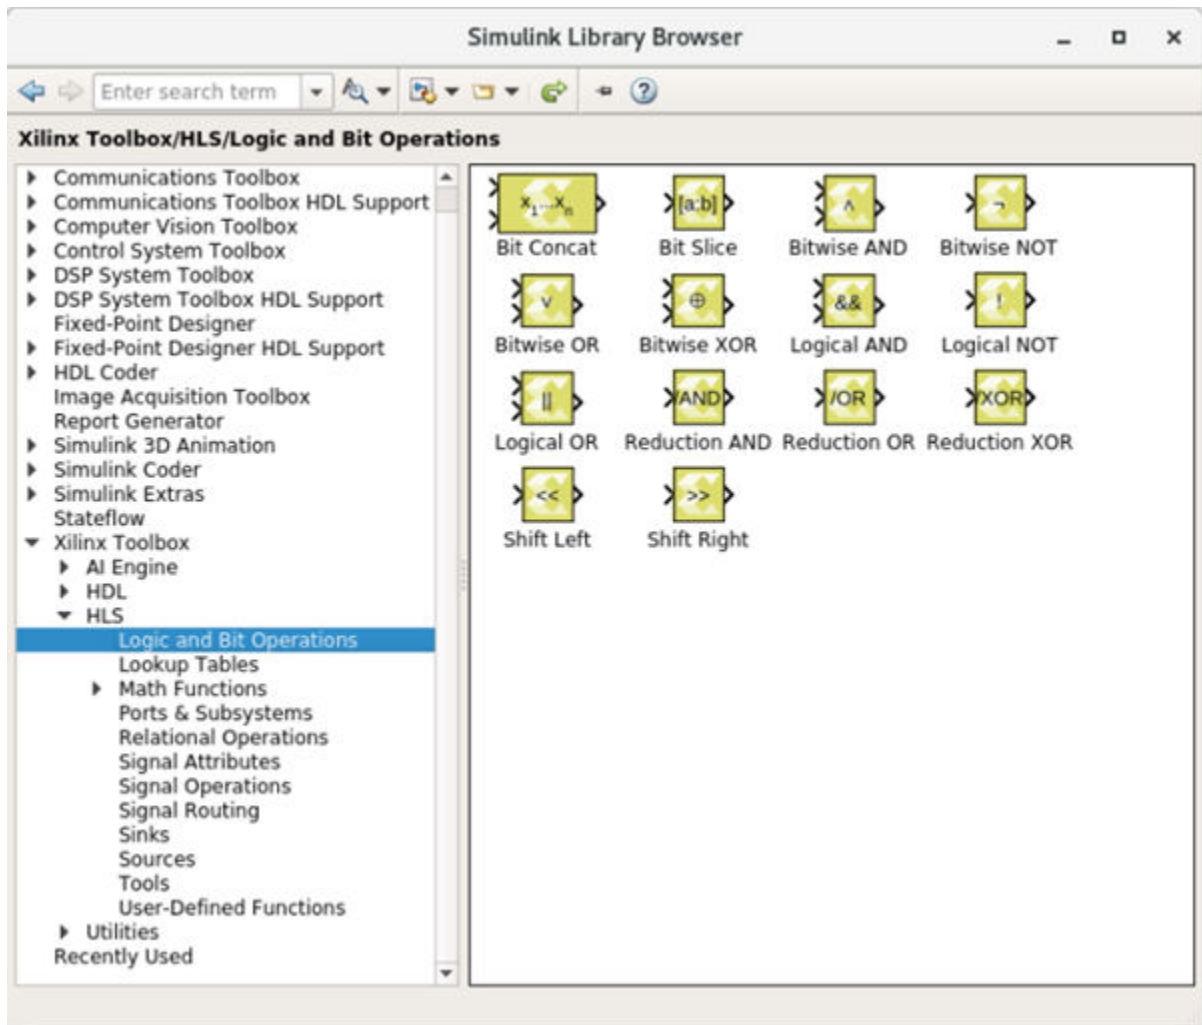 Simulink Library Browser
Enter search term
Xilinx Toolbox/HLS/Logic and Bit Operations
Communications Toolbox
Communications Toolbox HDL Support
Computer Vision Toolbox
Control System Toolbox
DSP System Toolbox
DSP System Toolbox HDL Support
Fixed-Point Designer
Fixed-Point Designer HDL Support
HDL Coder
Image Acquisition Toolbox
Report Generator
Simulink 3D Animation
Simulink Coder
Simulink Extras
Stateflow
Xilinx Toolbox
AI Engine
HDL
HLS
Logic and Bit Operations
Lookup Tables
Math Functions
Ports & Subsystems
Relational Operations
Signal Attributes
Signal Operations
Signal Routing
Sinks
Sources
Tools
User-Defined Functions
Utilities
Recently Used
x1...xn [a:b] ∧ ¬
Bit Concat Bit Slice Bitwise AND Bitwise NOT
∨ ⊕ && !
Bitwise OR Bitwise XOR Logical AND Logical NOT
|| /AND /OR /XOR
Logical OR Reduction AND Reduction OR Reduction XOR
<< >>
Shift Left Shift Right